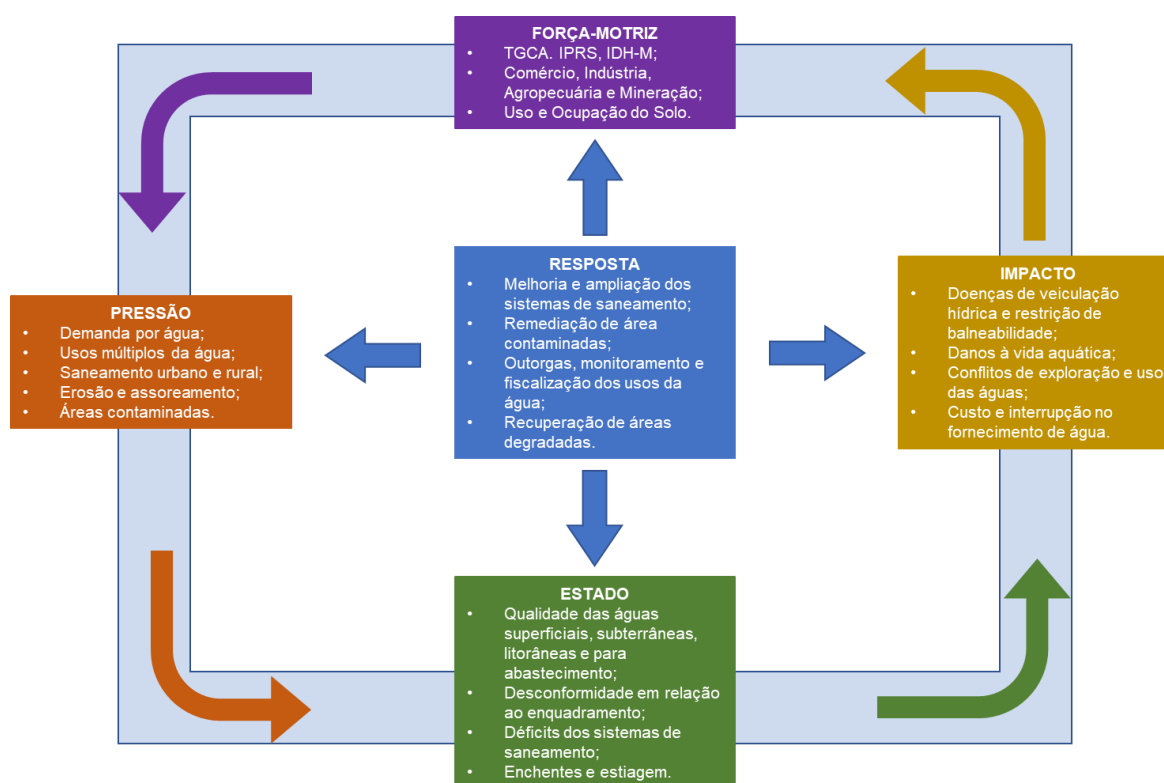 FORÇA-MOTRIZ
• TGCA. IPRS, IDH-M;
• Comércio, Indústria,
Agropecuária e Mineração;
• Uso e Ocupação do Solo.
RESPOSTA
• Melhoria e ampliação dos
sistemas de saneamento;
• Remediação de área
contaminadas;
• Outorgas, monitoramento e
fiscalização dos usos da
água;
• Recuperação de áreas
degradadas.
IMPACTO
• Doenças de veiculação
hídrica e restrição de
balneabilidade;
• Danos à vida aquática;
• Conflitos de exploração e uso
das águas;
• Custo e interrupção no
fornecimento de água.
PRESSÃO
• Demanda por água;
• Usos múltiplos da água;
• Saneamento urbano e rural;
• Erosão e assoreamento;
• Áreas contaminadas.
ESTADO
• Qualidade das águas
superficiais, subterrâneas,
litorâneas e para
abastecimento;
• Desconformidade em relação
ao enquadramento;
• Déficits dos sistemas de
saneamento;
• Enchentes e estiagem.